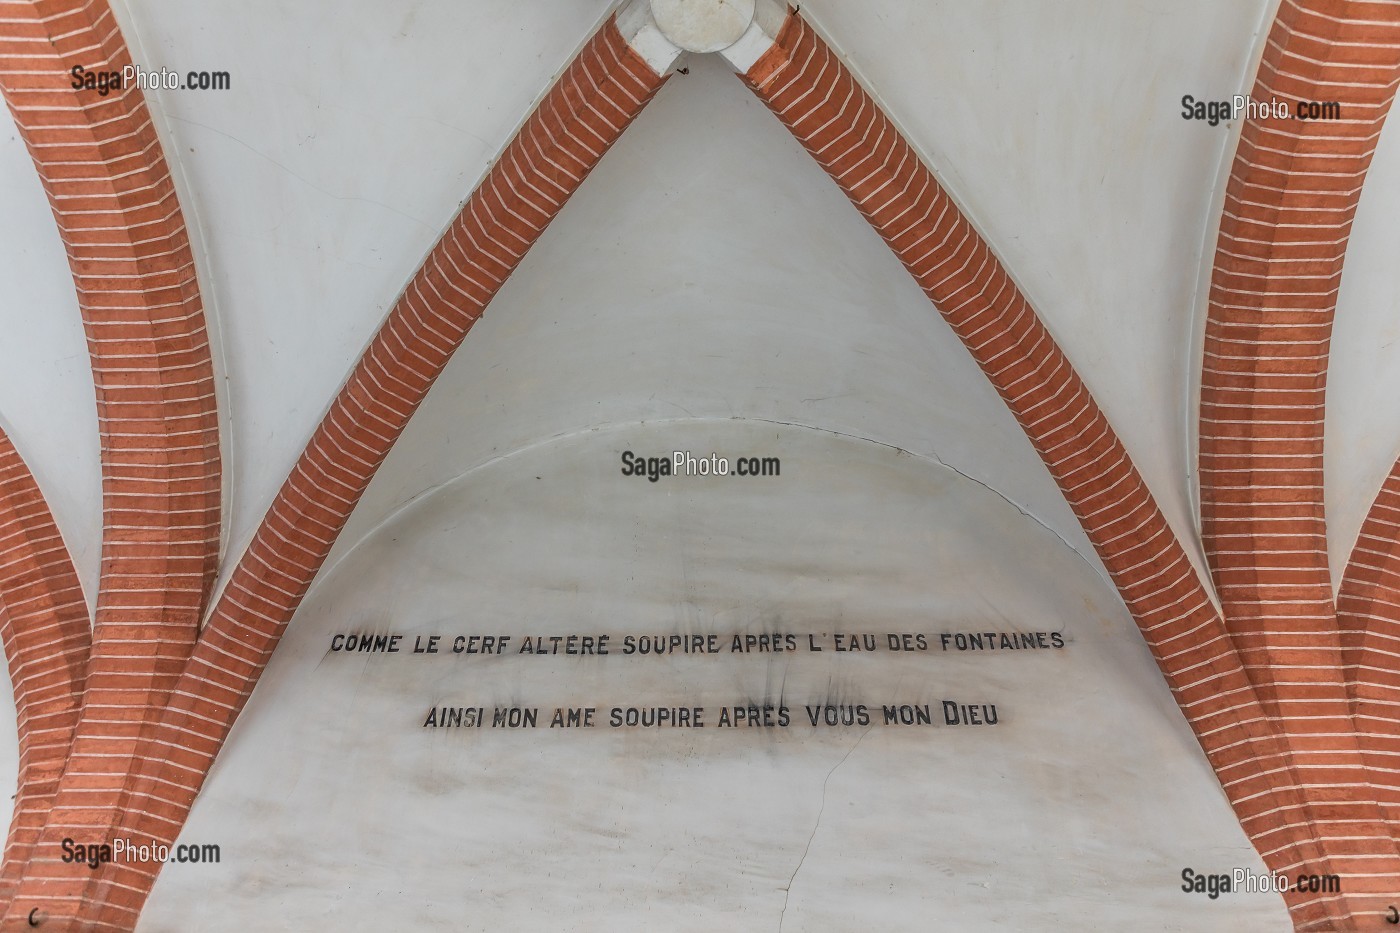 SagaPhoto.com
SagaPhoto.com
SagaPhoto.com
COMME LE CERF ALTÉRÉ SOUPIRE APRÈS L'EAU DES FONTAINES
AINSI MON AME SOUPIRE APRÈS VOUS MON DIEU
SagaPhoto.com
SagaPhoto.com